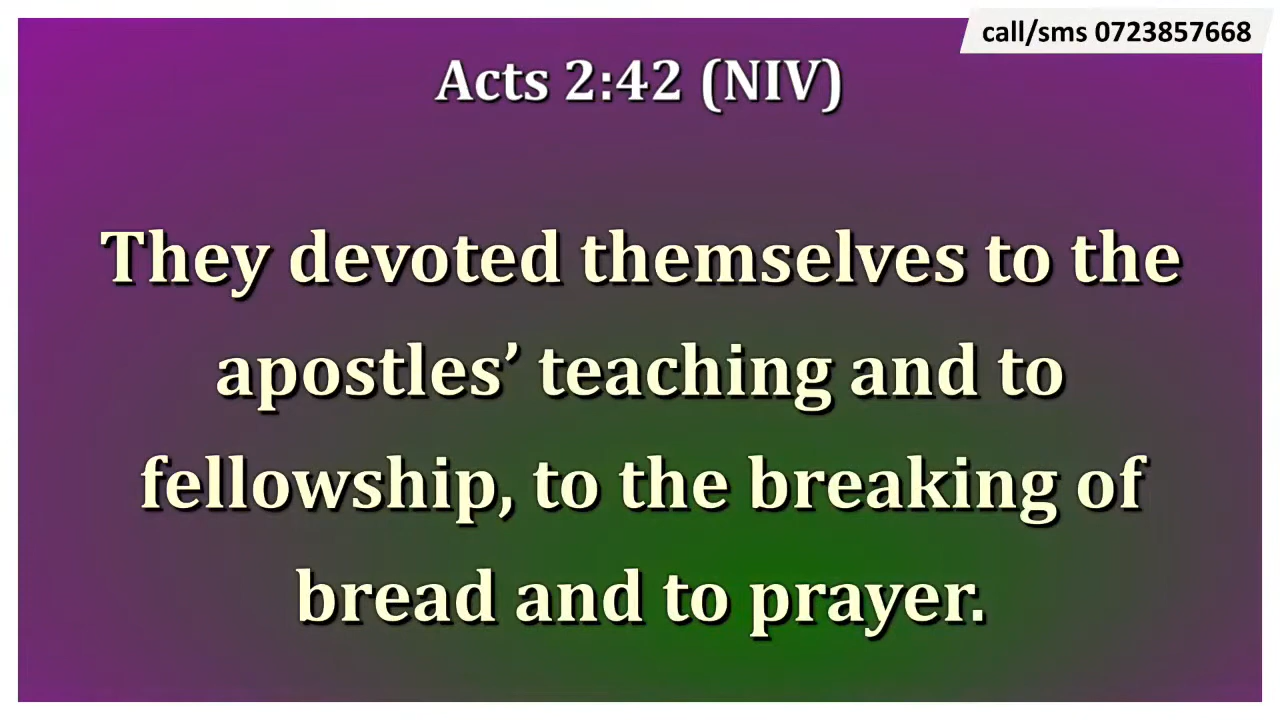 call/sms 0723857668
Acts 2:42 (NIV)
They devoted themselves to the
apostles’ teaching and to
fellowship, to the breaking of
bread and to prayer.